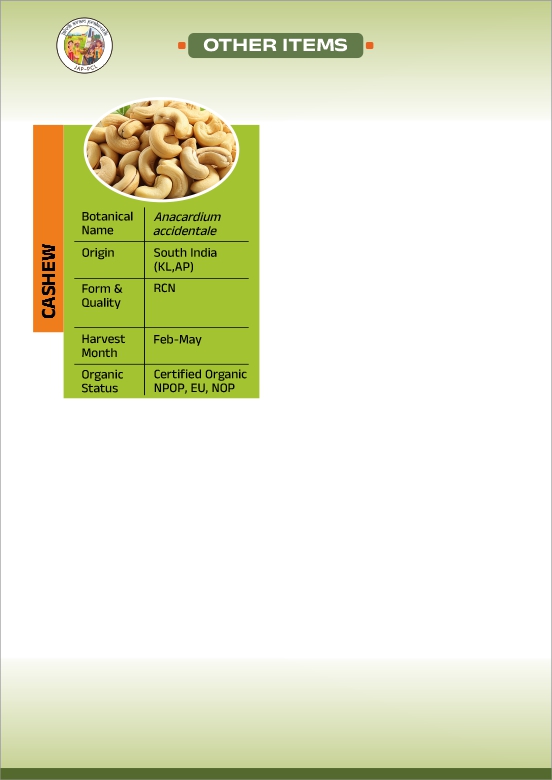 JAP-PCL
OTHER ITEMS
CASHEW
Botanical Name
Anacardium accidentale
Origin
South India (KL,AP)
Form & Quality
RCN
Harvest Month
Feb-May
Organic Status
Certified Organic NPOP, EU, NOP